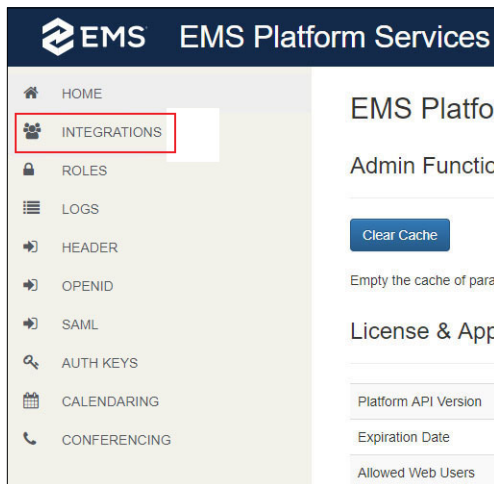 EMS EMS Platform Services
HOME
INTEGRATIONS
ROLES
LOGS
HEADER
OPENID
SAML
AUTH KEYS
CALENDARING
CONFERENCING
EMS Platfo
Admin Functio
Clear Cache
Empty the cache of para
License & App
Platform API Version
Expiration Date
Allowed Web Users